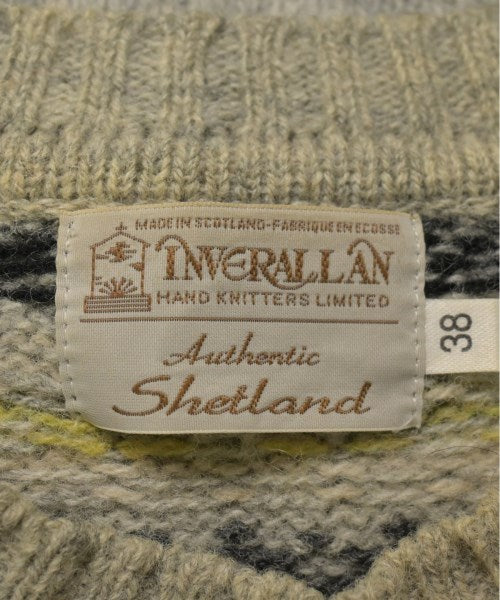 MADE IN SCOTLAND-FABRIQUE EN ECOSSE
INVERALLAN
HAND KNITTERS LIMITED
Authentic
Shetland
38